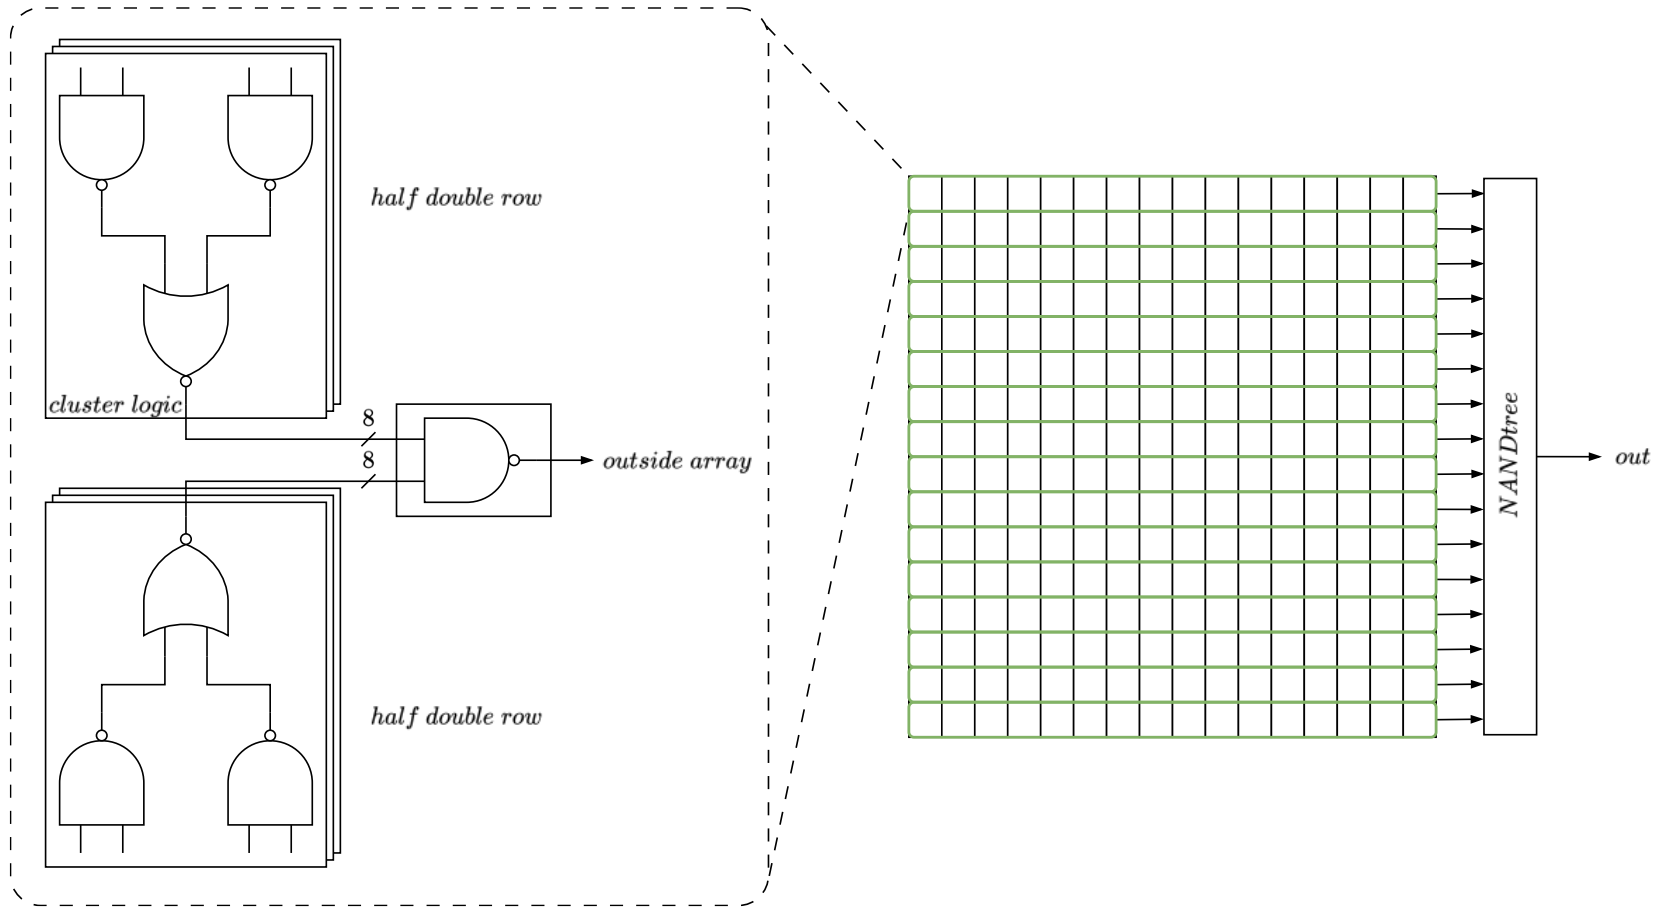 half double row
cluster logic
8
8
outside array
half double row
NANDtree
out